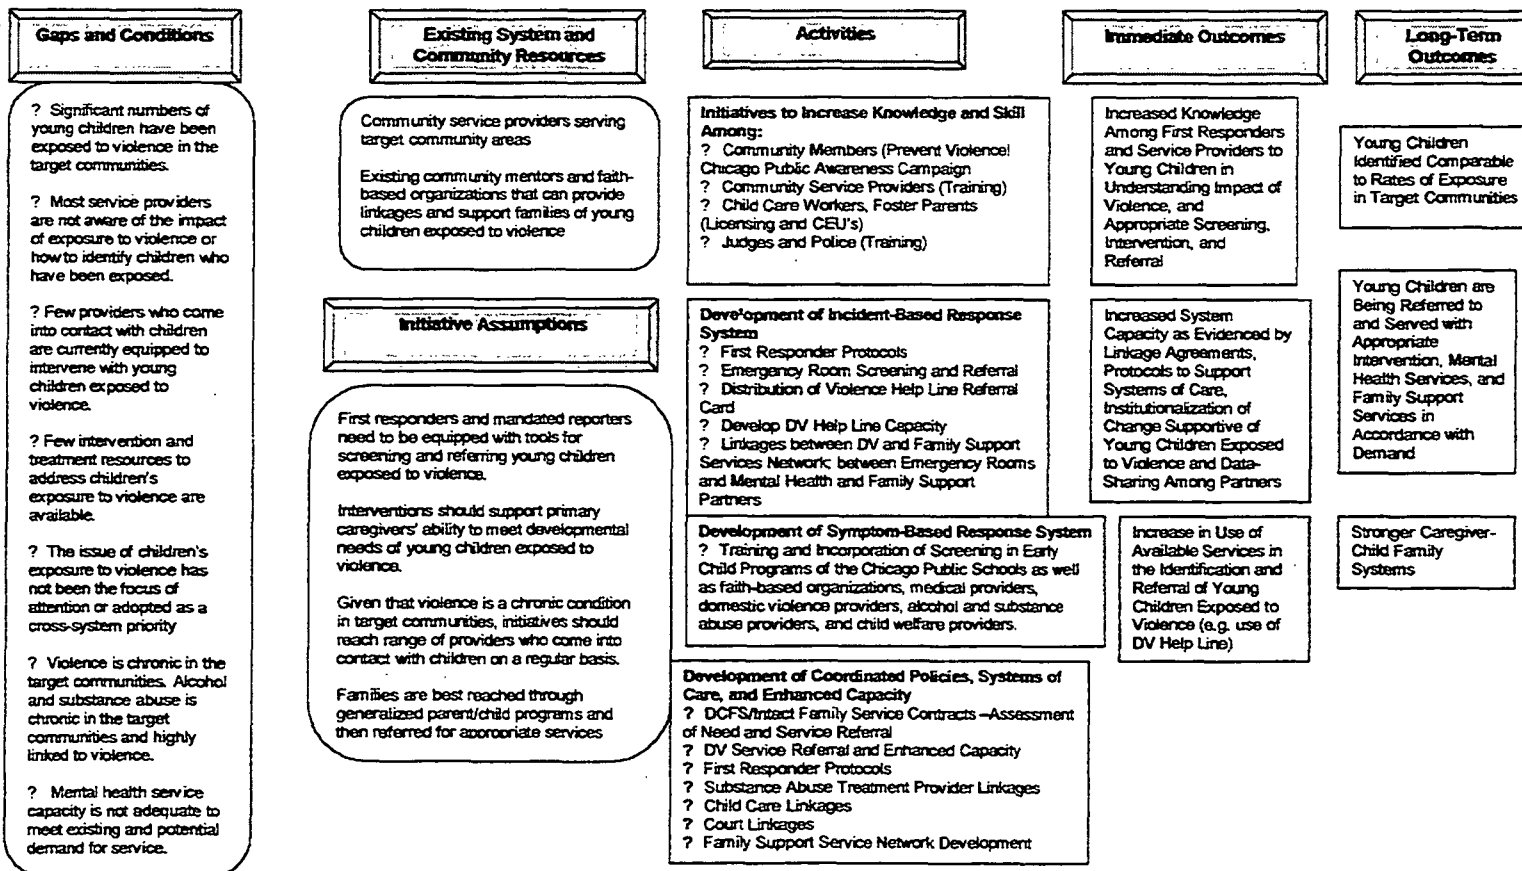 Gaps and Conditions
? Significant numbers of
young children have been
exposed to violence in the
target communities.
? Most service providers
are not aware of the impact
of exposure to violence or
how to identify children who
have been exposed.
? Few providers who come
into contact with children
are currently equipped to
intervene with young
children exposed to
violence.
? Few intervention and
treatment resources to
address children's
exposure to violence are
available.
? The issue of children's
exposure to violence has
not been the focus of
attention or adopted as a
cross-system priority
? Violence is chronic in the
target communities. Alcohol
and substance abuse is
chronic in the target
communities and highly
linked to violence.
? Mental health service
capacity is not adequate to
meet existing and potential
demand for service.
Existing System and
Community Resources
Community service providers serving
target community areas
Existing community mentors and faith-
based organizations that can provide
linkages and support families of young
children exposed to violence
Initiative Assumptions
First responders and mandated reporters
need to be equipped with tools for
screening and referring young children
exposed to violence.
Interventions should support primary
caregivers' ability to meet developmental
needs of young children exposed to
violence.
Given that violence is a chronic condition
in target communities, initiatives should
reach range of providers who come into
contact with children on a regular basis.
Families are best reached through
generalized parent/child programs and
then referred for appropriate services
Activities
Initiatives to Increase Knowledge and Skill
Among:
? Community Members (Prevent Violence!
Chicago Public Awareness Campaign
? Community Service Providers (Training)
? Child Care Workers, Foster Parents
(Licensing and CEU's)
? Judges and Police (Training)
Development of Incident-Based Response
System
? First Responder Protocols
? Emergency Room Screening and Referral
? Distribution of Violence Help Line Referral
Card
? Develop DV Help Line Capacity
? Linkages between DV and Family Support
Services Network; between Emergency Rooms
and Mental Health and Family Support
Partners
Development of Symptom-Based Response System
? Training and Incorporation of Screening in Early
Child Programs of the Chicago Public Schools as well
as faith-based organizations, medical providers,
domestic violence providers, alcohol and substance
abuse providers, and child welfare providers.
Development of Coordinated Policies, Systems of
Care, and Enhanced Capacity
? DCFS/Intact Family Service Contracts –Assessment
of Need and Service Referral
? DV Service Referral and Enhanced Capacity
? First Responder Protocols
? Substance Abuse Treatment Provider Linkages
? Child Care Linkages
? Court Linkages
? Family Support Service Network Development
Immediate Outcomes
Increased Knowledge
Among First Responders
and Service Providers to
Young Children in
Understanding Impact of
Violence, and
Appropriate Screening,
Intervention, and
Referral
Increased System
Capacity as Evidenced by
Linkage Agreements,
Protocols to Support
Systems of Care,
Institutionalization of
Change Supportive of
Young Children Exposed
to Violence and Data-
Sharing Among Partners
Increase in Use of
Available Services in
the Identification and
Referral of Young
Children Exposed to
Violence (e.g. use of
DV Help Line)
Long-Term
Outcomes
Young Children
Identified Comparable
to Rates of Exposure
in Target Communities
Young Children are
Being Referred to
and Served with
Appropriate
Intervention, Mental
Health Services, and
Family Support
Services in
Accordance with
Demand
Stronger Caregiver-
Child Family
Systems